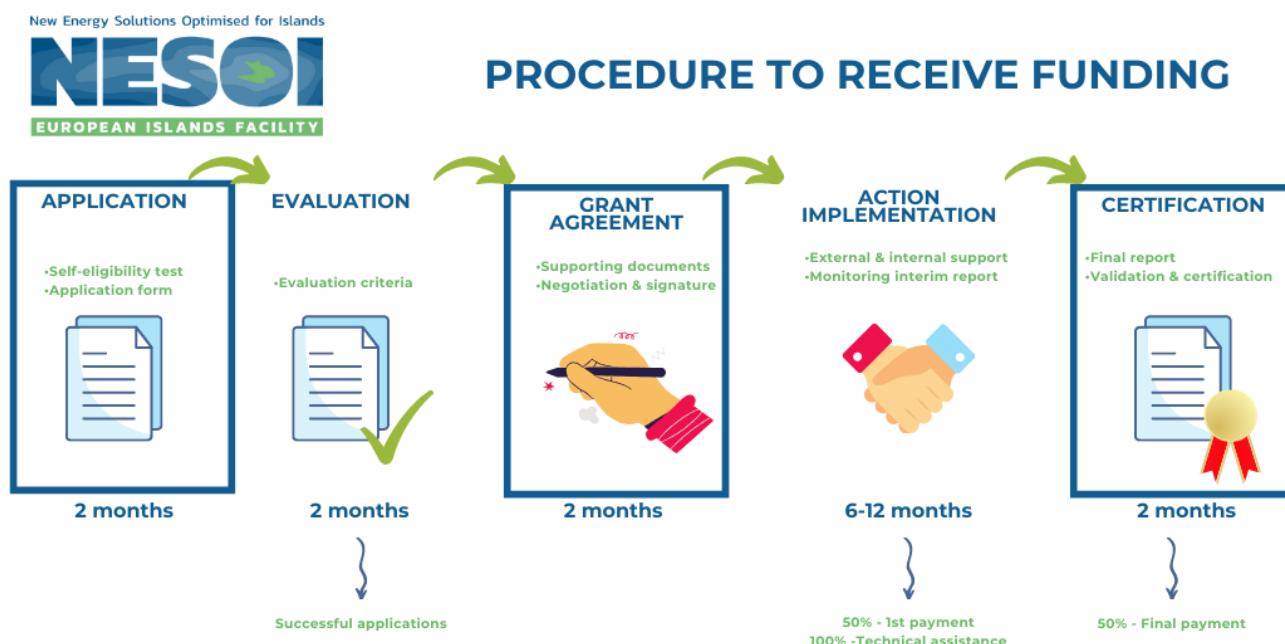 New Energy Solutions Optimised for Islands
NESOI
EUROPEAN ISLANDS FACILITY
PROCEDURE TO RECEIVE FUNDING
APPLICATION
•Self-eligibility test
•Application form
2 months
EVALUATION
•Evaluation criteria
2 months
Successful applications
GRANT
AGREEMENT
•Supporting documents
•Negotiation & signature
2 months
ACTION
IMPLEMENTATION
•External & internal support
•Monitoring interim report
6-12 months
50% - 1st payment
100% -Technical assistance
CERTIFICATION
•Final report
•Validation & certification
2 months
50% - Final payment